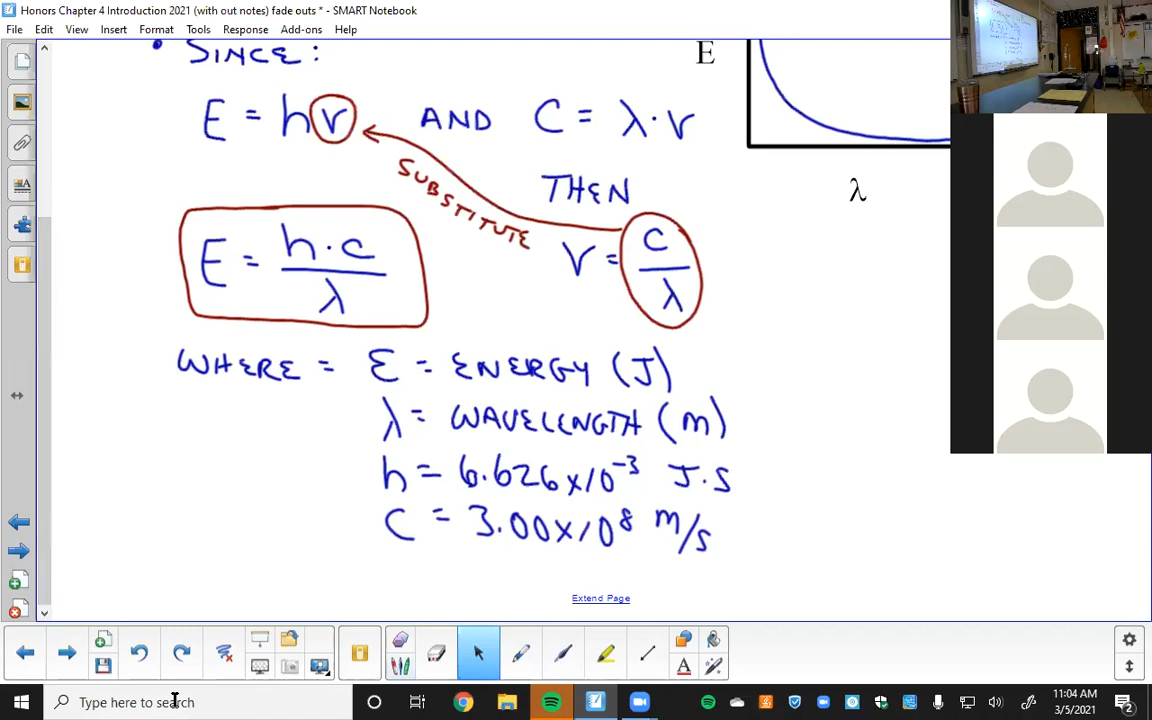 Honors Chapter 4 Introduction 2021 (with out notes) fade outs * - SMART Notebook
File Edit View Insert Format Tools Response Add-ons Help
• SINCE:
E
E = hν AND C = λ·ν
SUBSTITUTE
THEN
λ
E = h·c / λ
ν = C / λ
WHERE = E = ENERGY (J)
λ = WAVELENGTH (m)
h = 6.626x10⁻³ J·S
C = 3.00x10⁸ m/s
Extend Page
A
Type here to search
11:04 AM
3/5/2021
2